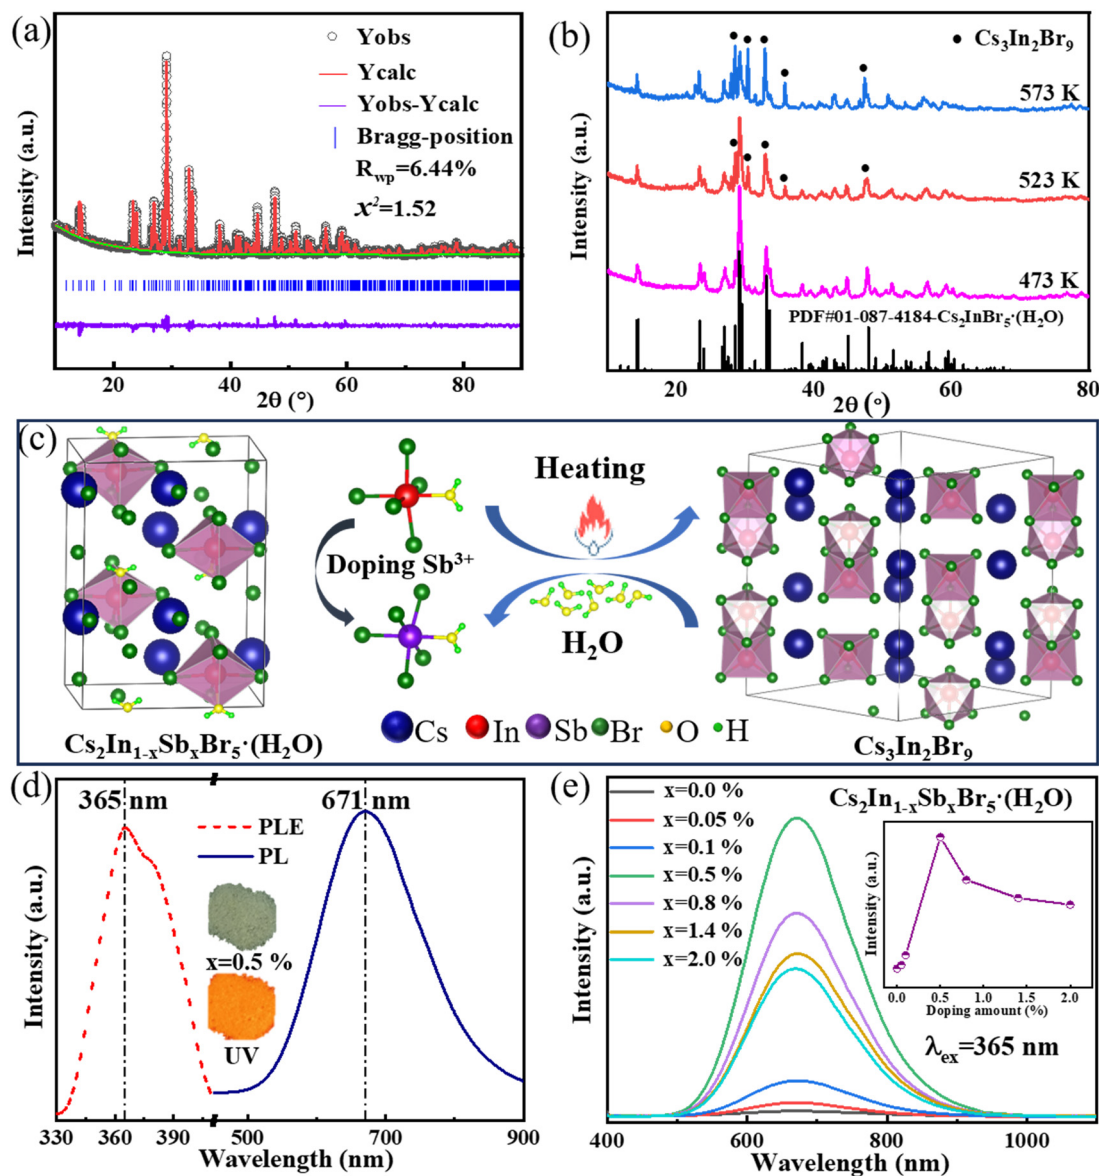 (a)
Yobs
Ycalc
Yobs-Ycalc
Bragg-position
R_wp=6.44%
x²=1.52
Intensity (a.u.)
20 40 60 80
2θ (°)
(b)
Cs₃In₂Br₉
573 K
523 K
473 K
PDF#01-087-4184-Cs₂InBr₅·(H₂O)
Intensity (a.u.)
20 40 60 80
2θ (°)
(c)
Heating
Doping Sb³⁺
H₂O
Cs In Sb Br O H
Cs₂In₁₋ₓSbₓBr₅·(H₂O)
Cs₃In₂Br₉
(d)
365 nm
671 nm
PLE
PL
x=0.5 %
UV
Intensity (a.u.)
330 360 390 500 700 900
Wavelength (nm)
(e)
x=0.0 %
x=0.05 %
x=0.1 %
x=0.5 %
x=0.8 %
x=1.4 %
x=2.0 %
Cs₂In₁₋ₓSbₓBr₅·(H₂O)
Intensity (a.u.)
0.0 0.5 1.0 1.5 2.0
Doping amount (%)
λ_ex=365 nm
Intensity (a.u.)
400 600 800 1000
Wavelength (nm)